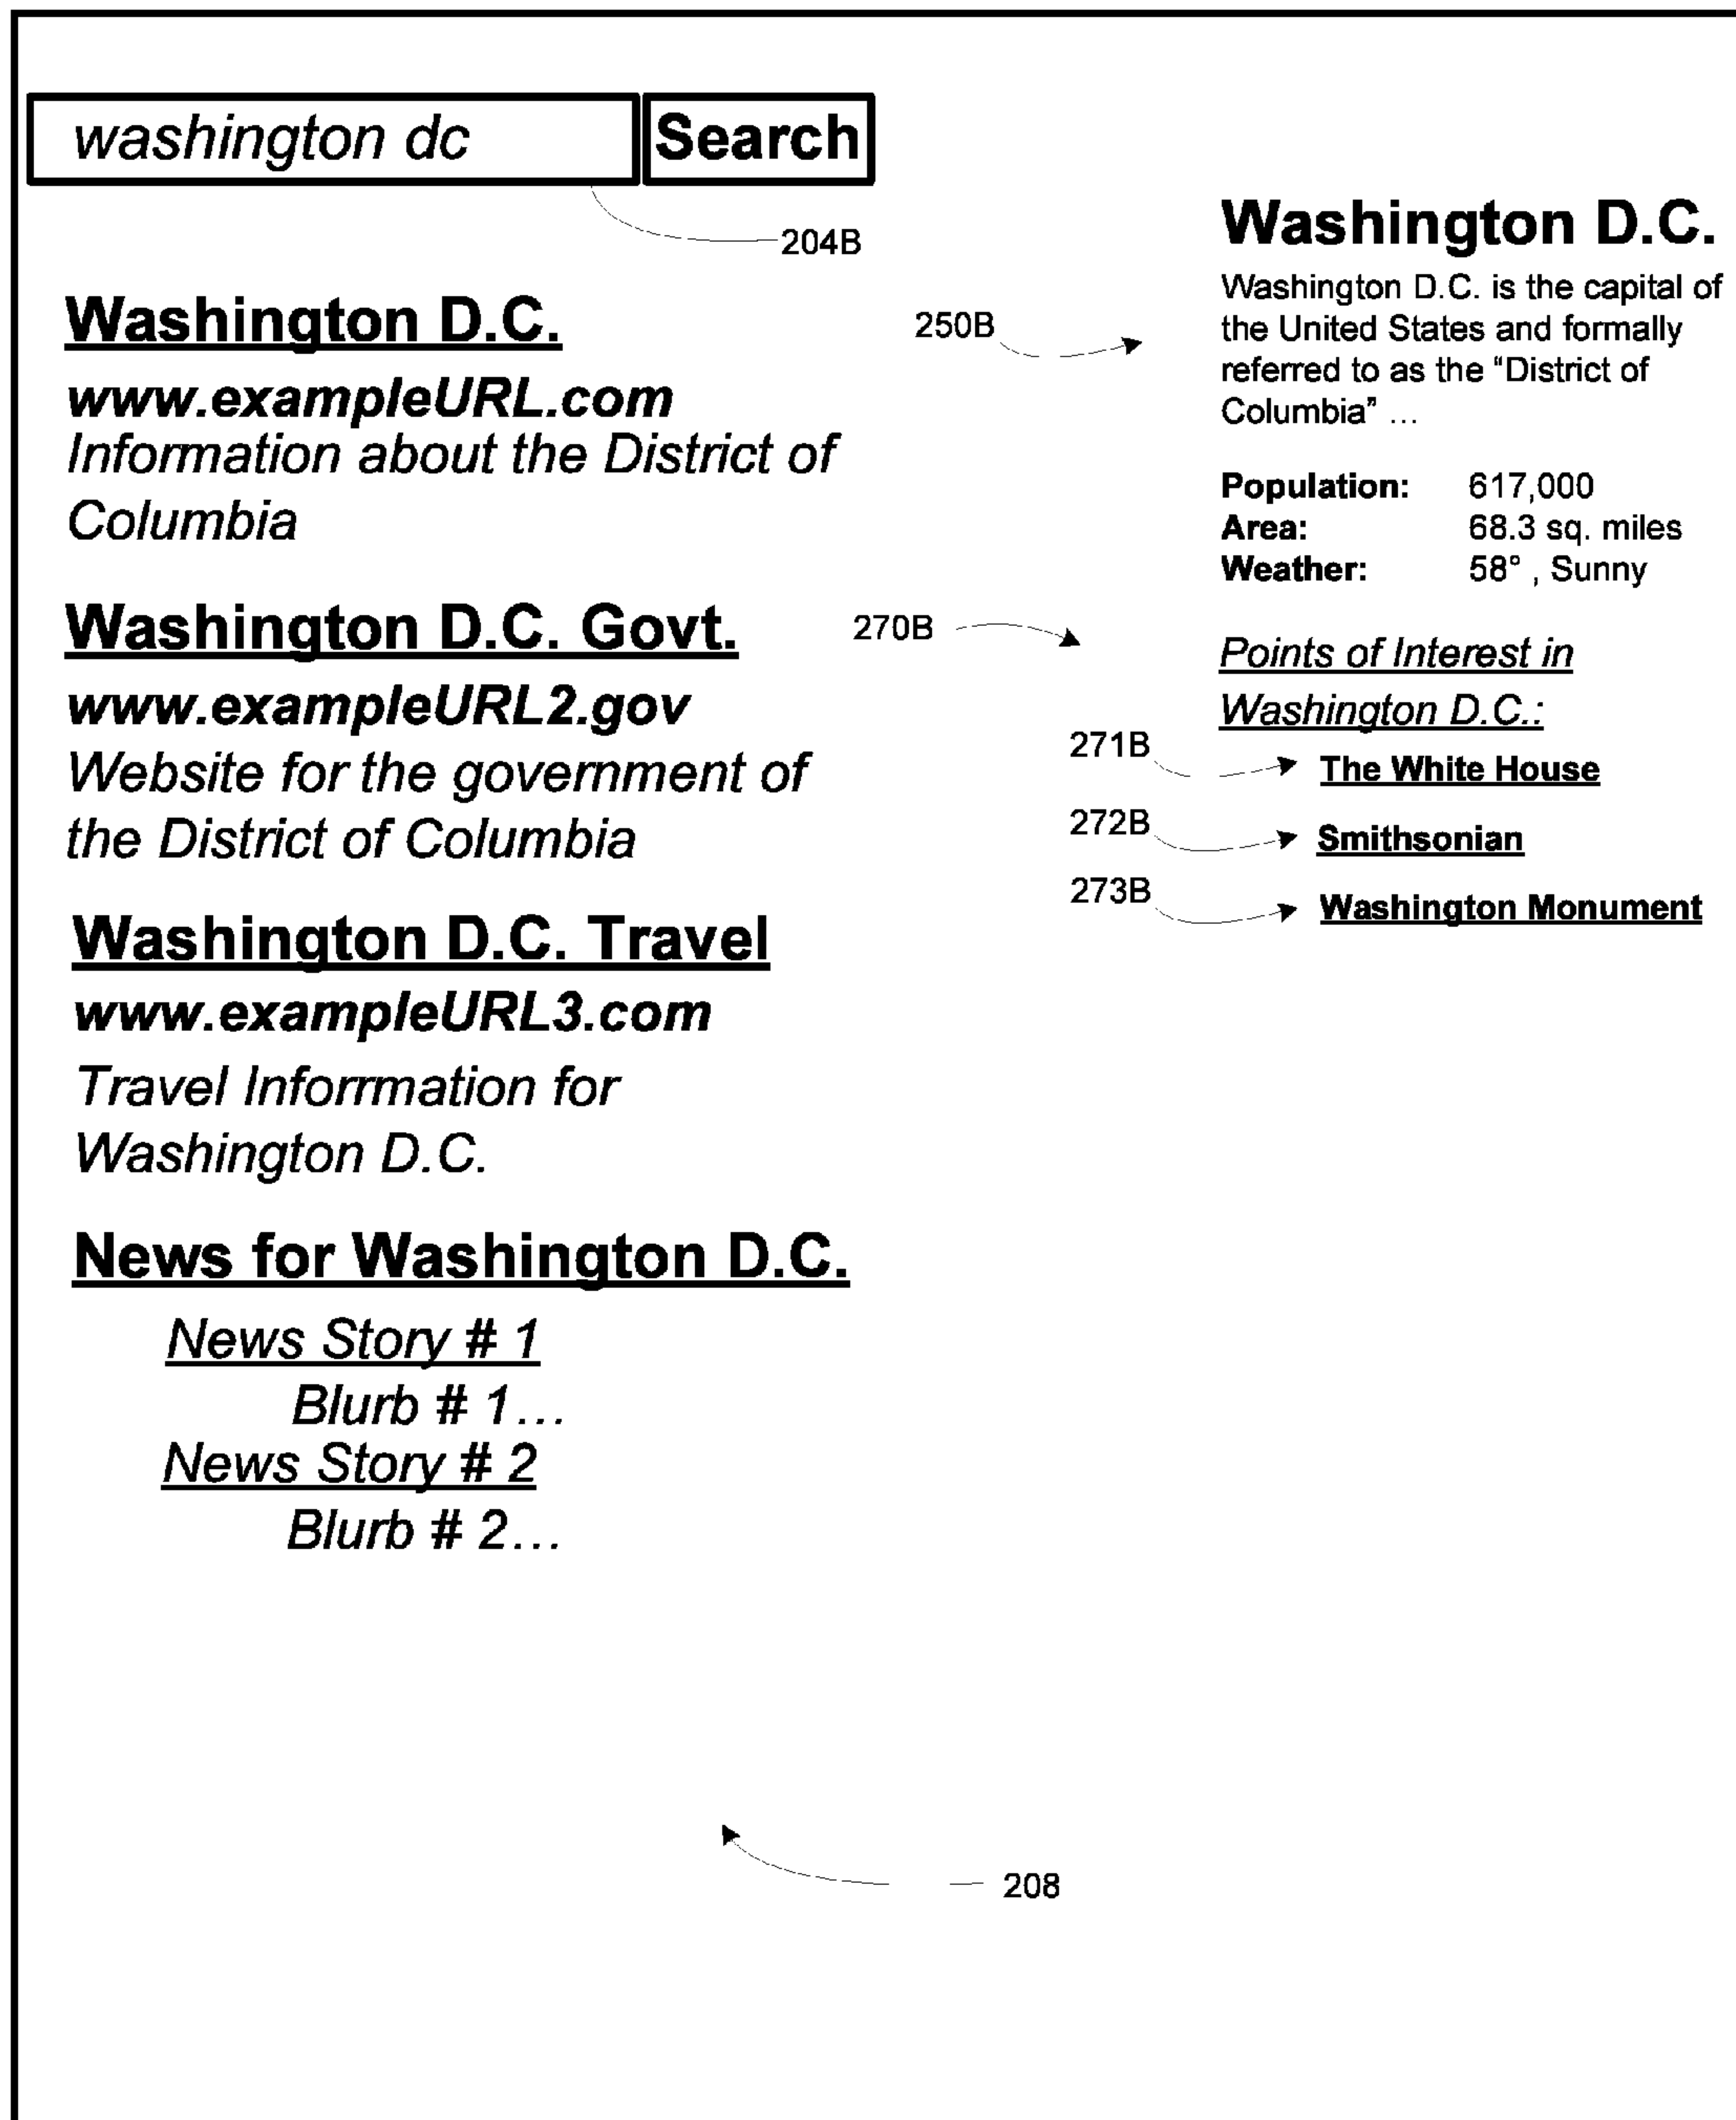 washington dc Search
204B
Washington D.C.
www.exampleURL.com
Information about the District of
Columbia
Washington D.C. Govt.
www.exampleURL2.gov
Website for the government of
the District of Columbia
Washington D.C. Travel
www.exampleURL3.com
Travel Inforrmation for
Washington D.C.
News for Washington D.C.
News Story # 1
Blurb # 1...
News Story # 2
Blurb # 2...
250B
Washington D.C.
Washington D.C. is the capital of
the United States and formally
referred to as the “District of
Columbia” ...
Population: 617,000
Area: 68.3 sq. miles
Weather: 58° , Sunny
270B
Points of Interest in
Washington D.C.:
271B The White House
272B Smithsonian
273B Washington Monument
208